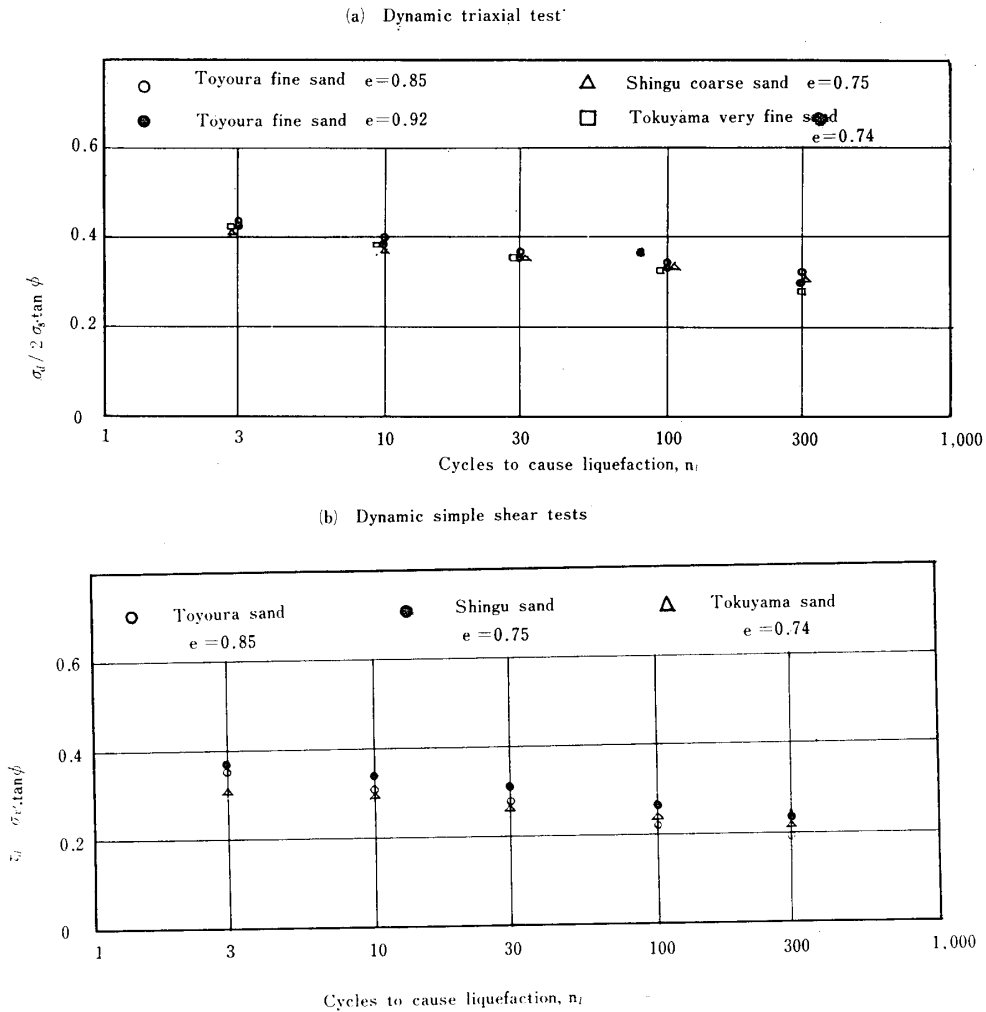 (a) Dynamic triaxial test
Toyoura fine sand e=0.85
Shingu coarse sand e=0.75
Toyoura fine sand e=0.92
Tokuyama very fine sand
e=0.74
0.6
0.4
0.2
0
σd / 2 σs·tan φ
1 3 10 30 100 300 1,000
Cycles to cause liquefaction, nl
(b) Dynamic simple shear tests
Toyoura sand
e =0.85
Shingu sand
e =0.75
Tokuyama sand
e =0.74
0.6
0.4
0.2
0
σv'·tanφ
1 3 10 30 100 300 1,000
Cycles to cause liquefaction, nl